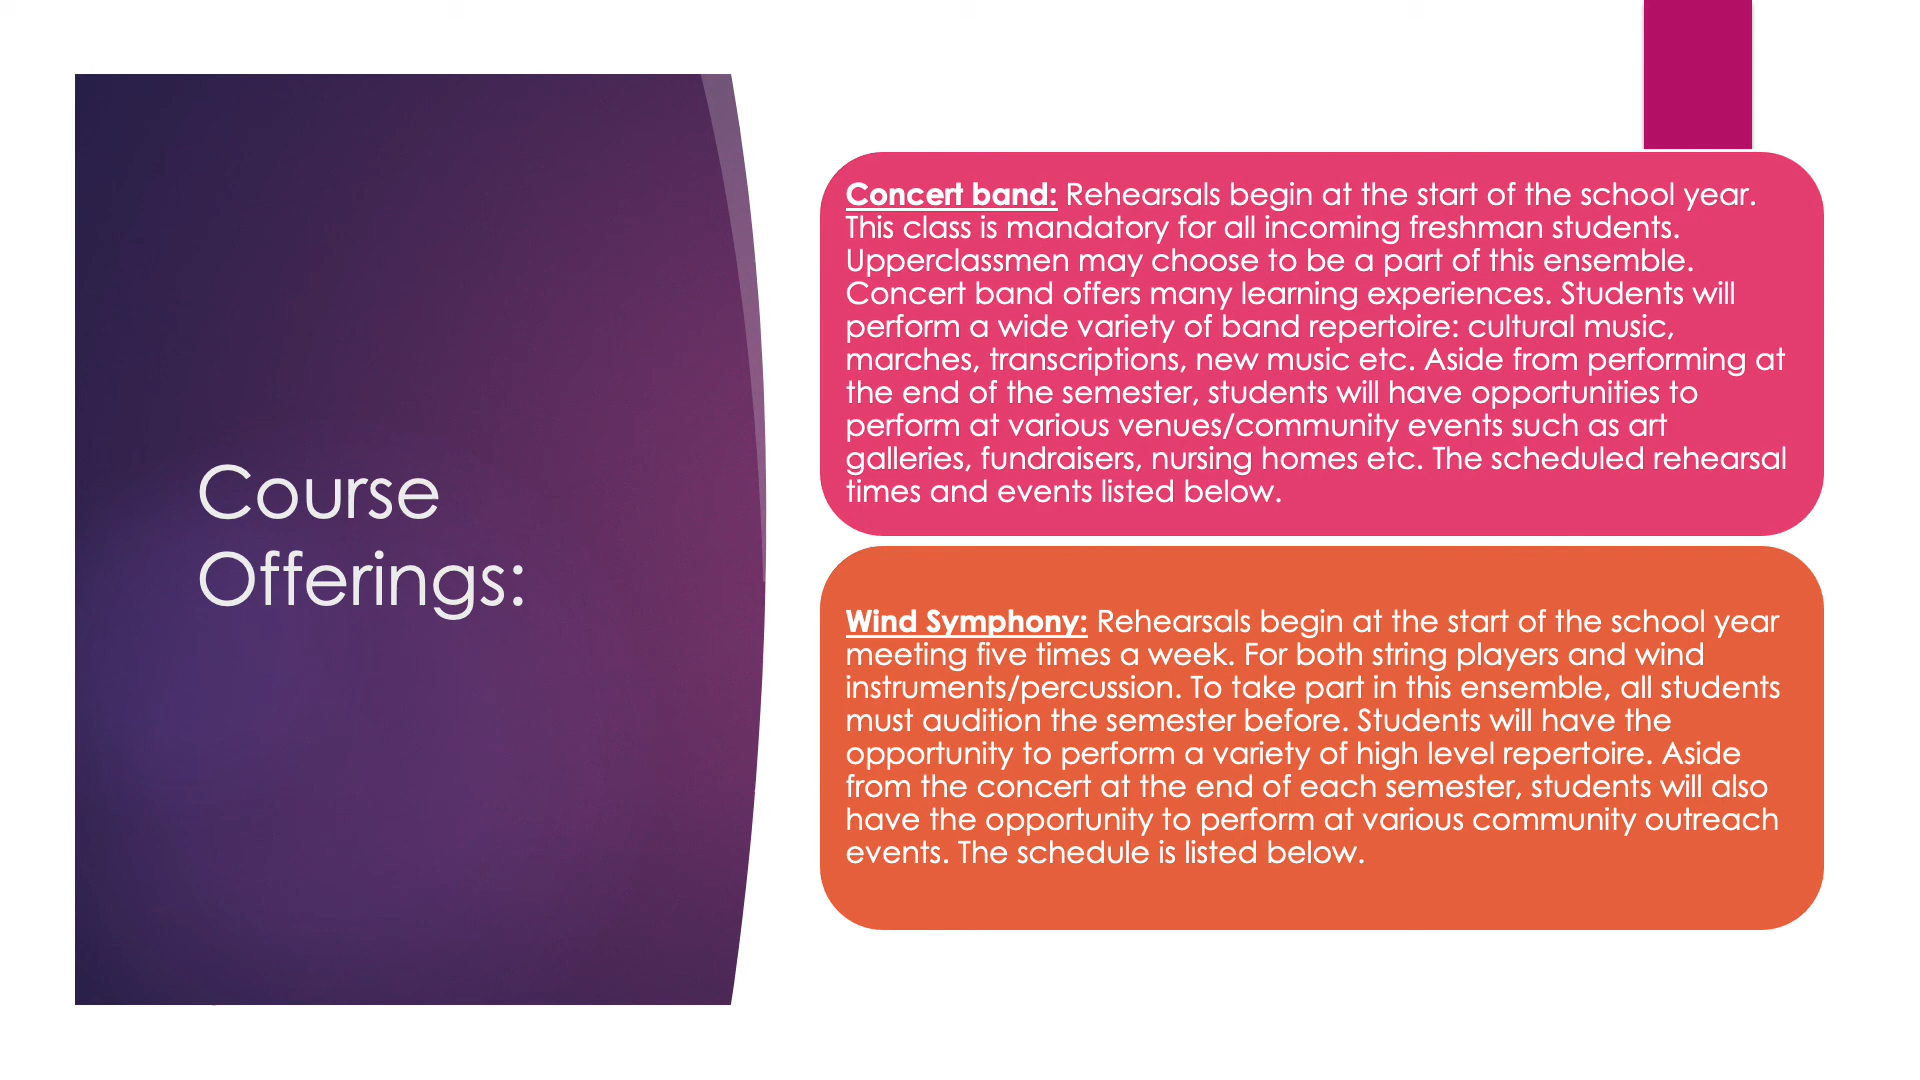 Course
Offerings:
Concert band: Rehearsals begin at the start of the school year.
This class is mandatory for all incoming freshman students.
Upperclassmen may choose to be a part of this ensemble.
Concert band offers many learning experiences. Students will
perform a wide variety of band repertoire: cultural music,
marches, transcriptions, new music etc. Aside from performing at
the end of the semester, students will have opportunities to
perform at various venues/community events such as art
galleries, fundraisers, nursing homes etc. The scheduled rehearsal
times and events listed below.
Wind Symphony: Rehearsals begin at the start of the school year
meeting five times a week. For both string players and wind
instruments/percussion. To take part in this ensemble, all students
must audition the semester before. Students will have the
opportunity to perform a variety of high level repertoire. Aside
from the concert at the end of each semester, students will also
have the opportunity to perform at various community outreach
events. The schedule is listed below.